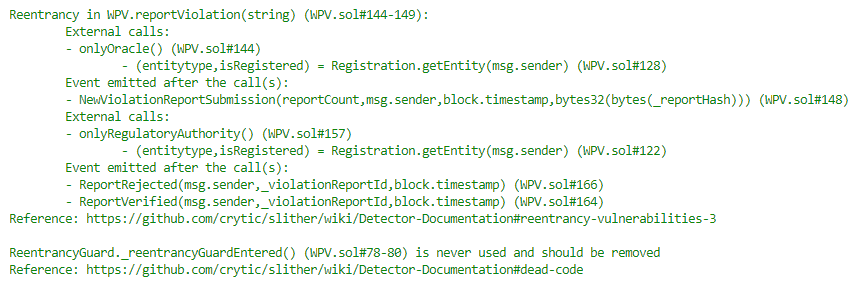 Reentrancy in WPV.reportViolation(string) (WPV.sol#144-149):
External calls:
- onlyOracle() (WPV.sol#144)
- (entitytype,isRegistered) = Registration.getEntity(msg.sender) (WPV.sol#128)
Event emitted after the call(s):
- NewViolationReportSubmission(reportCount,msg.sender,block.timestamp,bytes32(bytes(_reportHash))) (WPV.sol#148)
External calls:
- onlyRegulatoryAuthority() (WPV.sol#157)
- (entitytype,isRegistered) = Registration.getEntity(msg.sender) (WPV.sol#122)
Event emitted after the call(s):
- ReportRejected(msg.sender,_violationReportId,block.timestamp) (WPV.sol#166)
- ReportVerified(msg.sender,_violationReportId,block.timestamp) (WPV.sol#164)
Reference: https://github.com/crytic/slither/wiki/Detector-Documentation#reentrancy-vulnerabilities-3
ReentrancyGuard._reentrancyGuardEntered() (WPV.sol#78-80) is never used and should be removed
Reference: https://github.com/crytic/slither/wiki/Detector-Documentation#dead-code